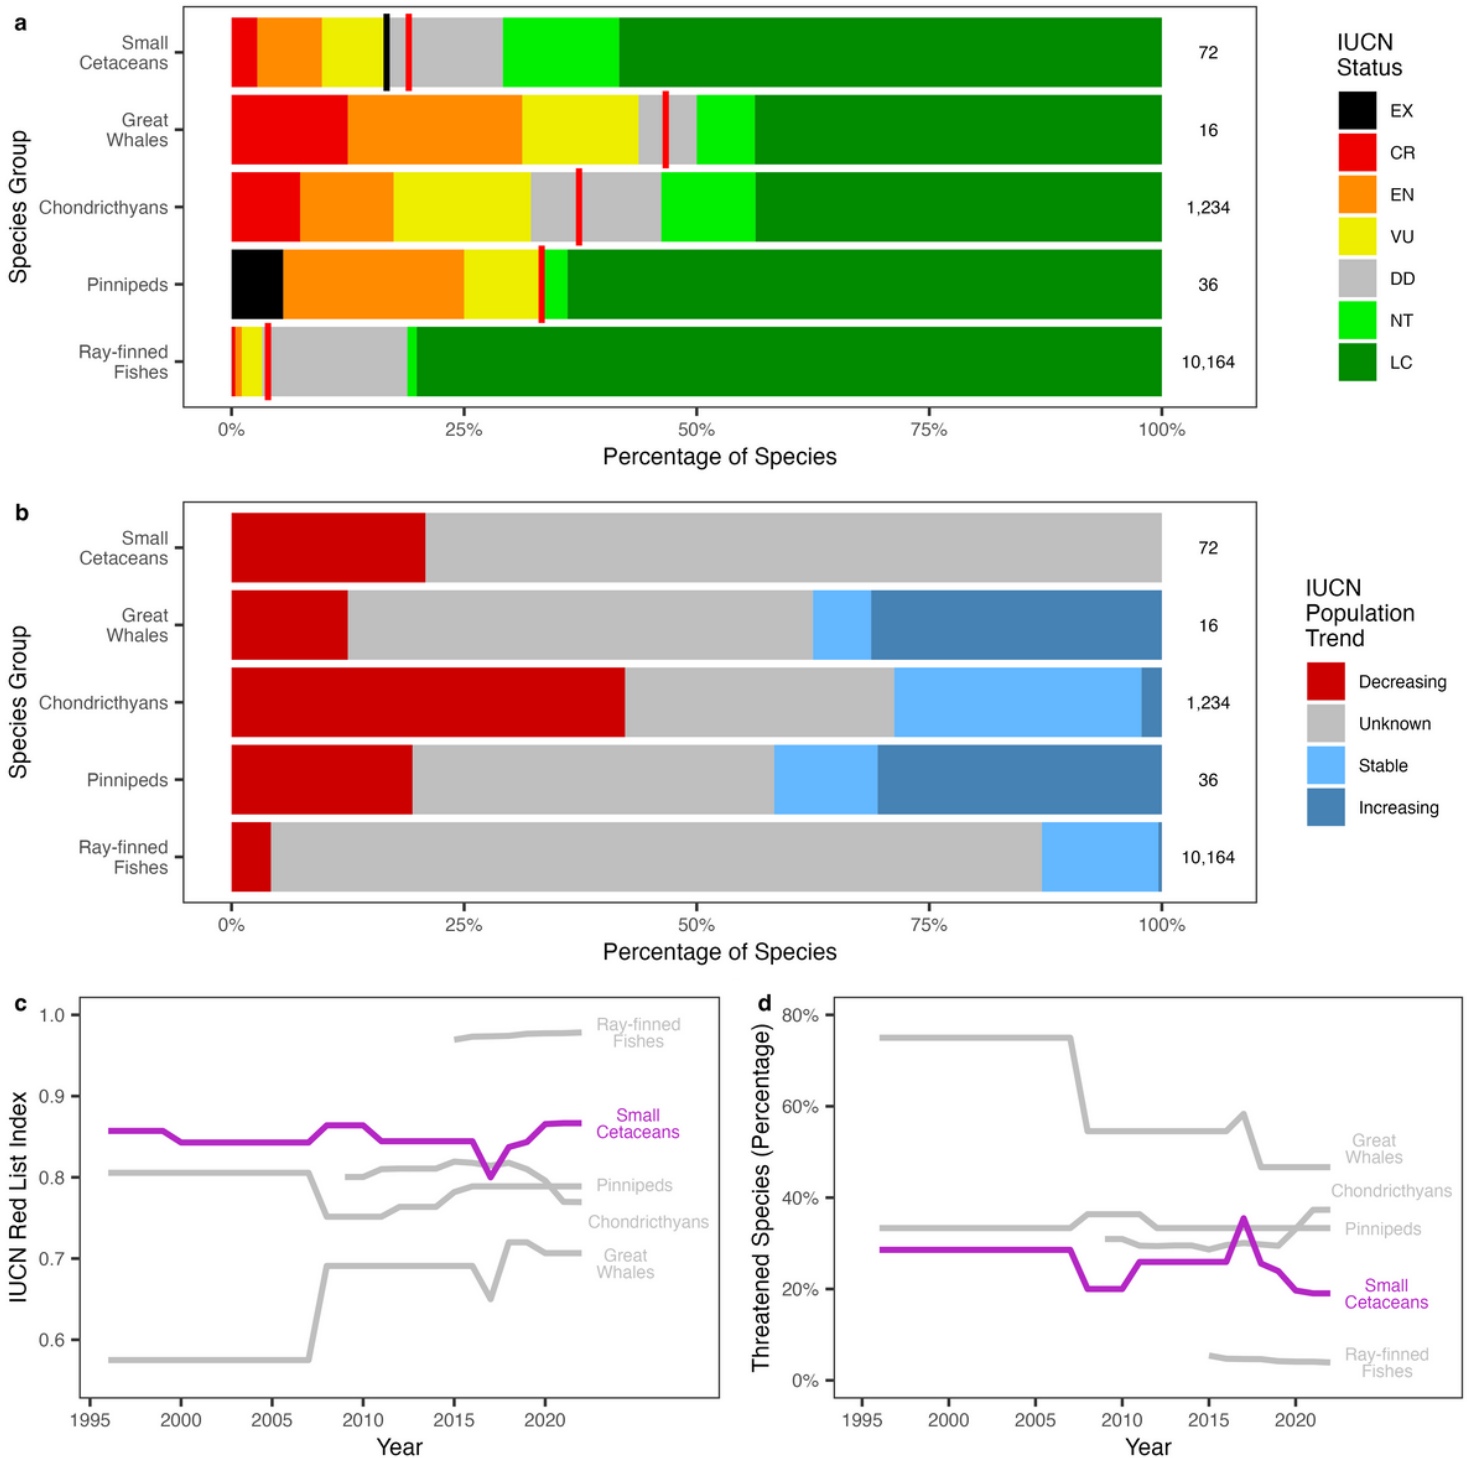 a
Small
Cetaceans
Great
Whales
Chondricthyans
Pinnipeds
Ray-finned
Fishes
Species Group
72
16
1,234
36
10,164
0%
25%
50%
75%
100%
Percentage of Species
IUCN
Status
EX
CR
EN
VU
DD
NT
LC
b
Small
Cetaceans
Great
Whales
Chondricthyans
Pinnipeds
Ray-finned
Fishes
Species Group
72
16
1,234
36
10,164
0%
25%
50%
75%
100%
Percentage of Species
IUCN
Population
Trend
Decreasing
Unknown
Stable
Increasing
c
IUCN Red List Index
1.0
0.9
0.8
0.7
0.6
Ray-finned
Fishes
Small
Cetaceans
Pinnipeds
Chondricthyans
Great
Whales
1995
2000
2005
2010
2015
2020
Year
d
Threatened Species (Percentage)
80%
60%
40%
20%
0%
Great
Whales
Chondricthyans
Pinnipeds
Small
Cetaceans
Ray-finned
Fishes
1995
2000
2005
2010
2015
2020
Year